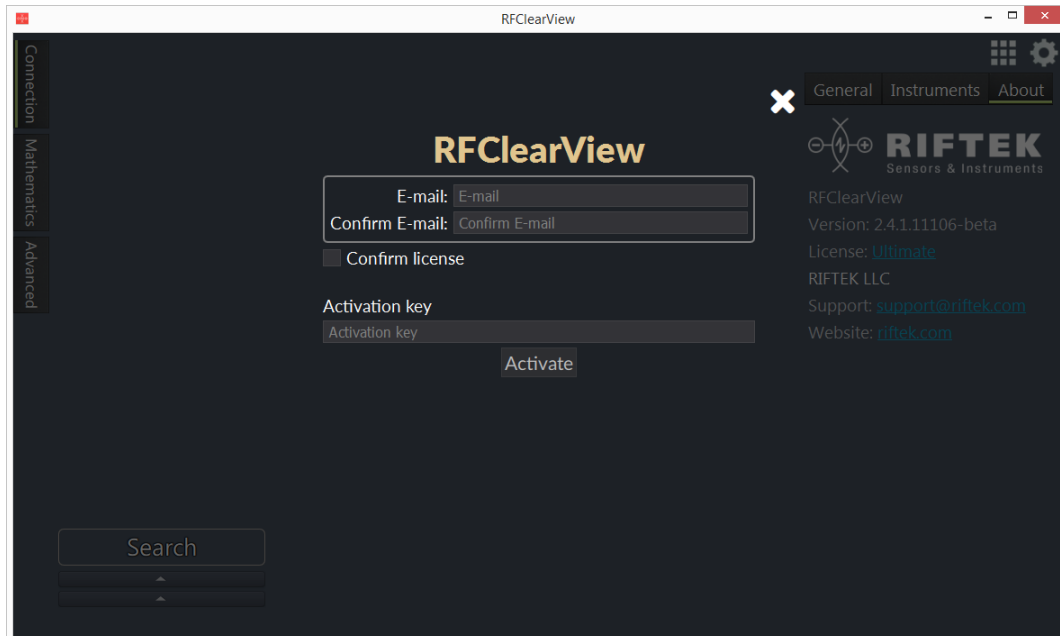 RFClearView
Connection
Mathematics
Advanced
General Instruments About
RFClearView
E-mail: E-mail
Confirm E-mail: Confirm E-mail
Confirm license
Activation key
Activation key
Activate
RIFTEK
Sensors & Instruments
RFClearView
Version: 2.4.1.11106-beta
License: Ultimate
RIFTEK LLC
Support: support@riftek.com
Website: riftek.com
Search